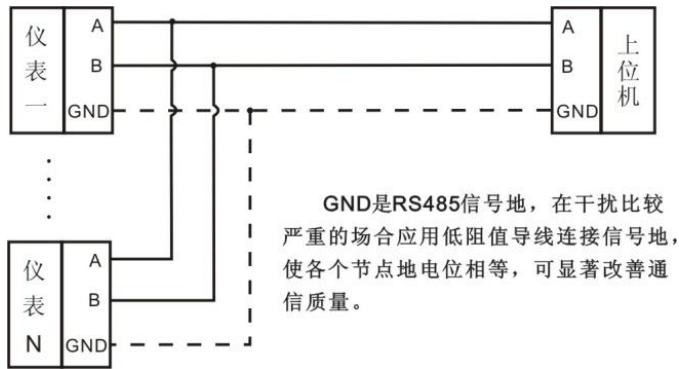 仪表一
A
B
GND
A
B
GND
上位机
仪表N
A
B
GND
GND是RS485信号地，在干扰比较
严重的场合应用低阻值导线连接信号地，
使各个节点地电位相等，可显著改善通
信质量。